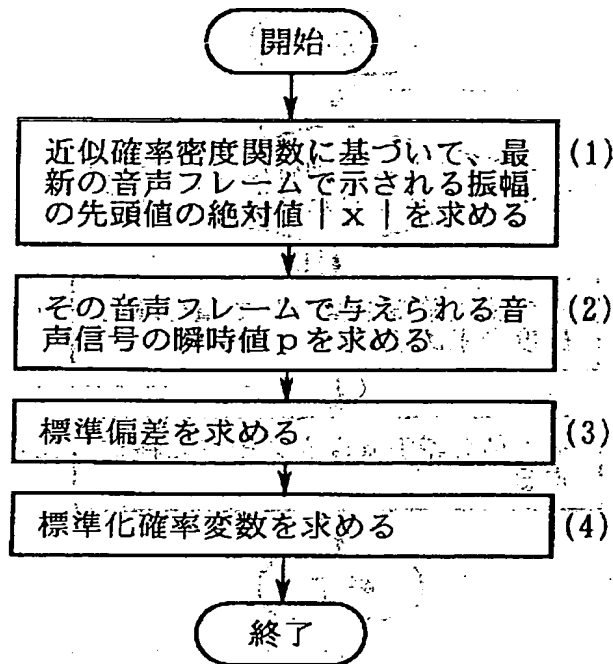 開始
近似確率密度関数に基づいて、最 (1)
新の音声フレームで示される振幅
の先頭値の絶対値|x|を求める
その音声フレームで与えられる音 (2)
声信号の瞬時値pを求める
標準偏差を求める (3)
標準化確率変数を求める (4)
終了